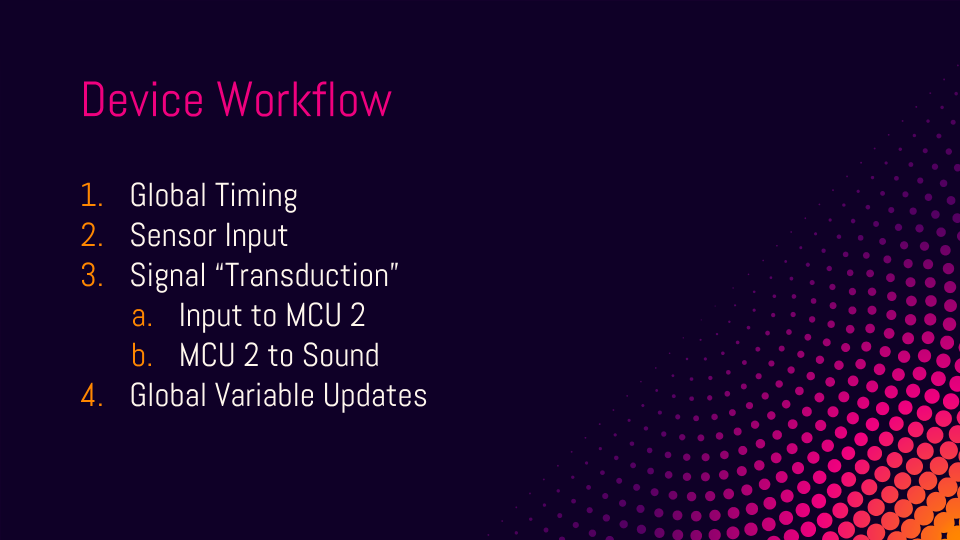 Device Workflow
1. Global Timing
2. Sensor Input
3. Signal “Transduction”
a. Input to MCU 2
b. MCU 2 to Sound
4. Global Variable Updates